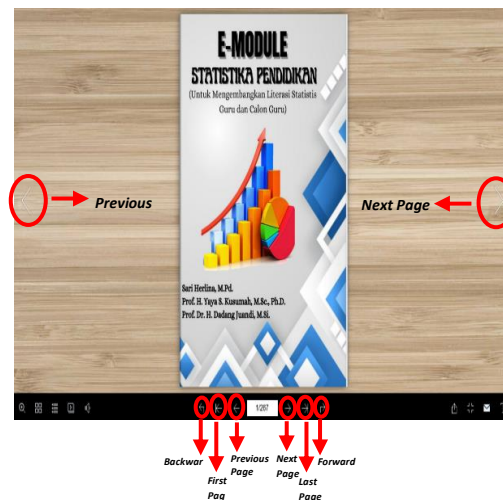 E-MODULE
STATISTIKA PENDIDIKAN
(Untuk Mengembangkan Literasi Statistis
Guru dan Calon Guru)
Previous
Next Page
Sari Herlina, M.Pd.
Prof. H. Yaya S. Kusumah, M.Sc., Ph.D.
Prof. Dr. H. Dadang Juandi, M.Si.
1/267
Backwar
First
Pag
Previous
Page
Next
Page
Last
Page
Forward